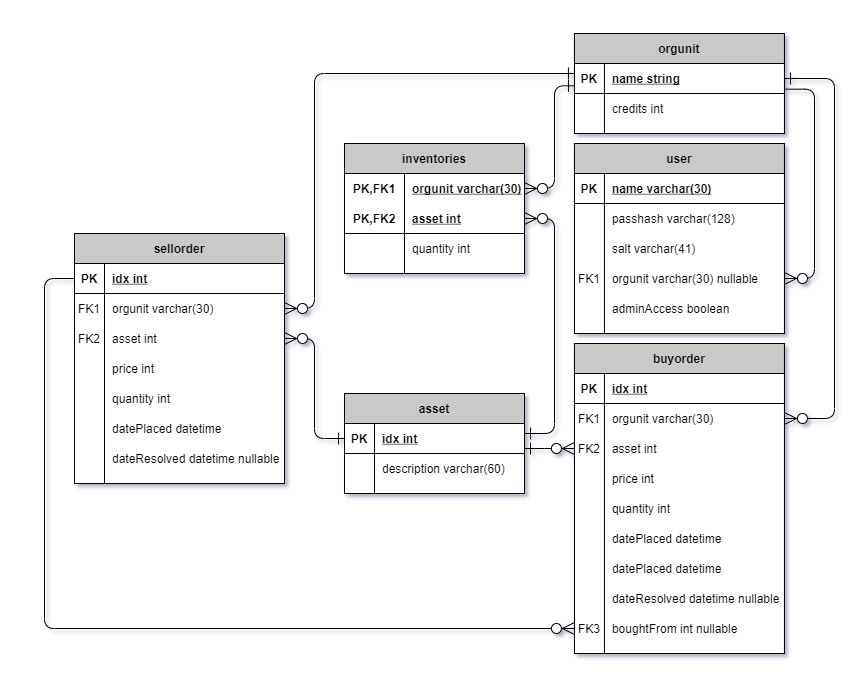 orgunit
PK name string
credits int
inventories
PK,FK1 orgunit varchar(30)
PK,FK2 asset int
quantity int
user
PK name varchar(30)
passhash varchar(128)
salt varchar(41)
FK1 orgunit varchar(30) nullable
adminAccess boolean
sellorder
PK idx int
FK1 orgunit varchar(30)
FK2 asset int
price int
quantity int
datePlaced datetime
dateResolved datetime nullable
asset
PK idx int
description varchar(60)
buyorder
PK idx int
FK1 orgunit varchar(30)
FK2 asset int
price int
quantity int
datePlaced datetime
datePlaced datetime
dateResolved datetime nullable
FK3 boughtFrom int nullable